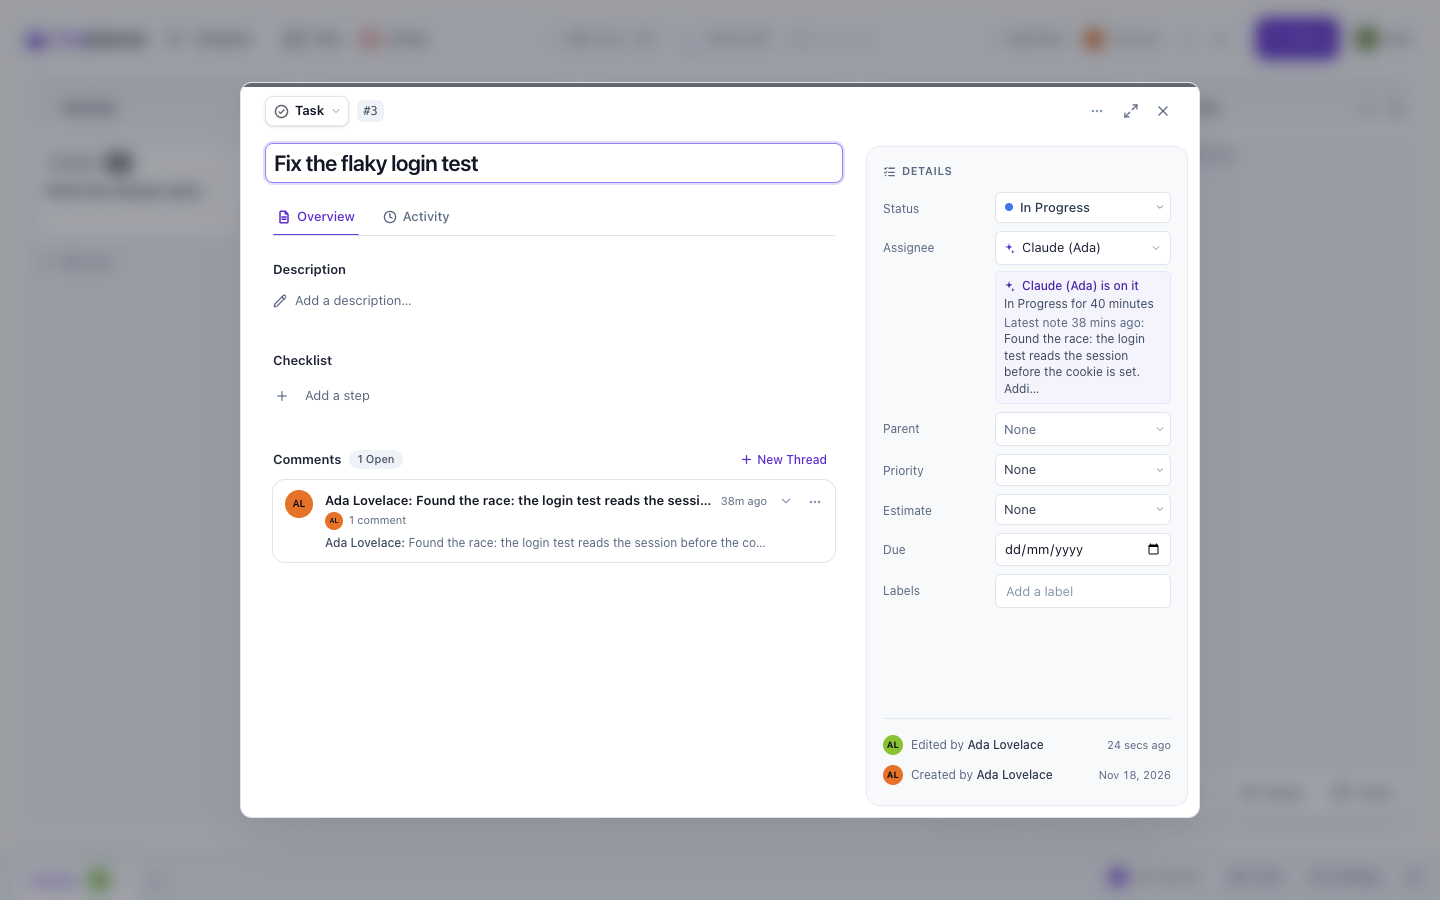 Task
#3
Fix the flaky login test
Overview
Activity
Description
Add a description...
Checklist
Add a step
Comments
1 Open
New Thread
AL
Ada Lovelace: Found the race: the login test reads the sessi...
38m ago
AL
1 comment
Ada Lovelace: Found the race: the login test reads the session before the co...
DETAILS
Status
In Progress
Assignee
Claude (Ada)
Claude (Ada) is on it
In Progress for 40 minutes
Latest note 38 mins ago:
Found the race: the login
test reads the session
before the cookie is set.
Addi...
Parent
None
Priority
None
Estimate
None
Due
dd/mm/yyyy
Labels
Add a label
AL
Edited by Ada Lovelace
24 secs ago
AL
Created by Ada Lovelace
Nov 18, 2026